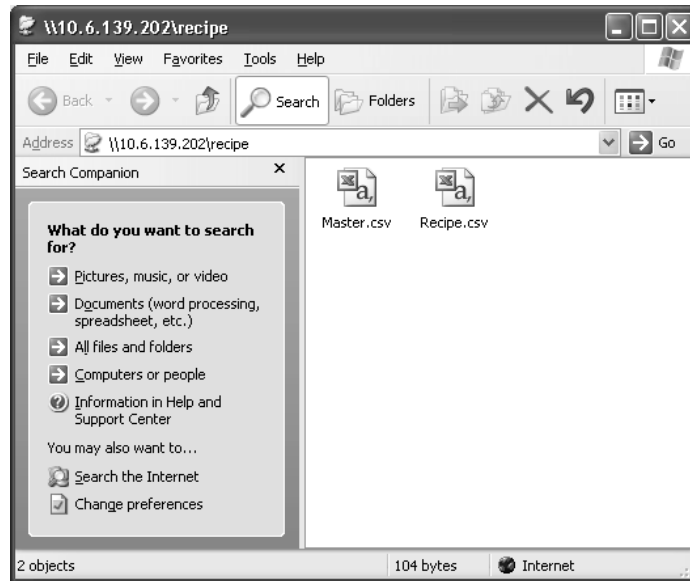 \\10.6.139.202\recipe
File Edit View Favorites Tools Help
Back Search Folders
Address \\10.6.139.202\recipe Go
Search Companion
What do you want to search
for?
Pictures, music, or video
Documents (word processing,
spreadsheet, etc.)
All files and folders
Computers or people
Information in Help and
Support Center
You may also want to...
Search the Internet
Change preferences
Master.csv Recipe.csv
2 objects 104 bytes Internet